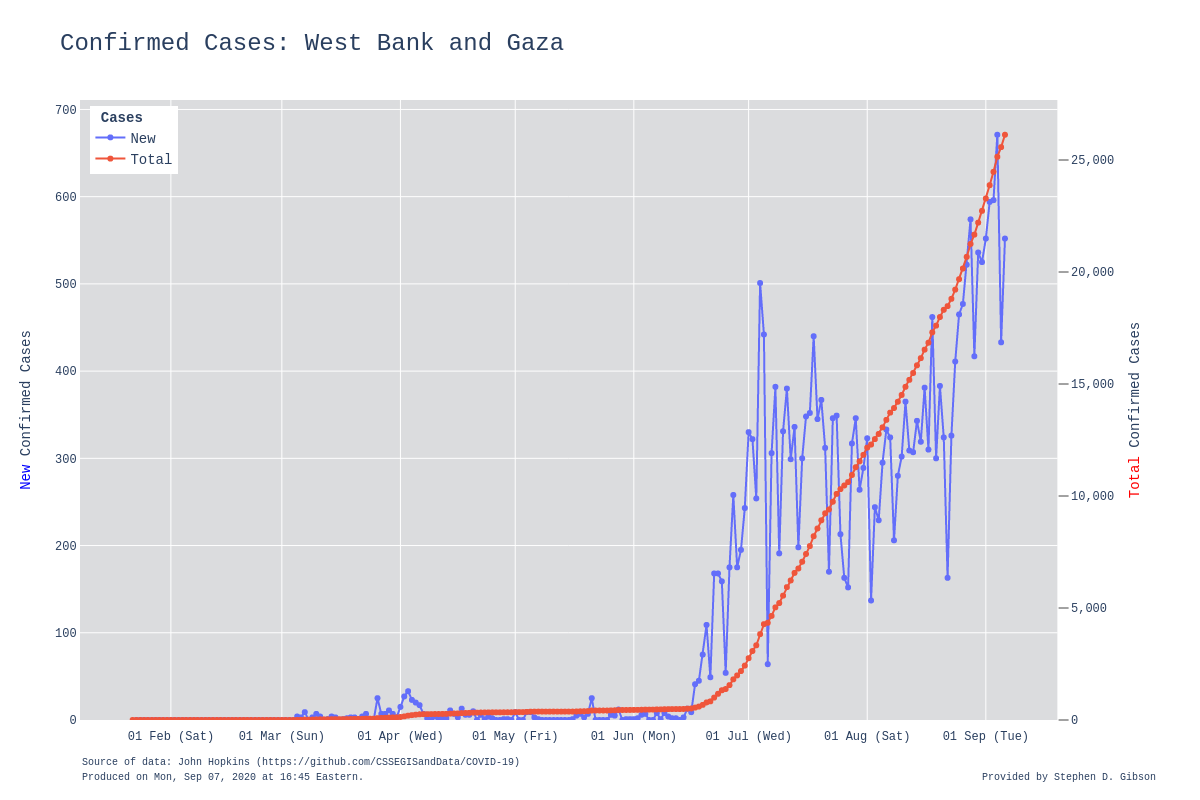 Confirmed Cases: West Bank and Gaza
Cases
New
Total
700
600
500
400
300
200
100
0
New Confirmed Cases
25,000
20,000
15,000
10,000
5,000
0
Total Confirmed Cases
01 Feb (Sat)
01 Mar (Sun)
01 Apr (Wed)
01 May (Fri)
01 Jun (Mon)
01 Jul (Wed)
01 Aug (Sat)
01 Sep (Tue)
Source of data: John Hopkins (https://github.com/CSSEGISandData/COVID-19)
Produced on Mon, Sep 07, 2020 at 16:45 Eastern.
Provided by Stephen D. Gibson